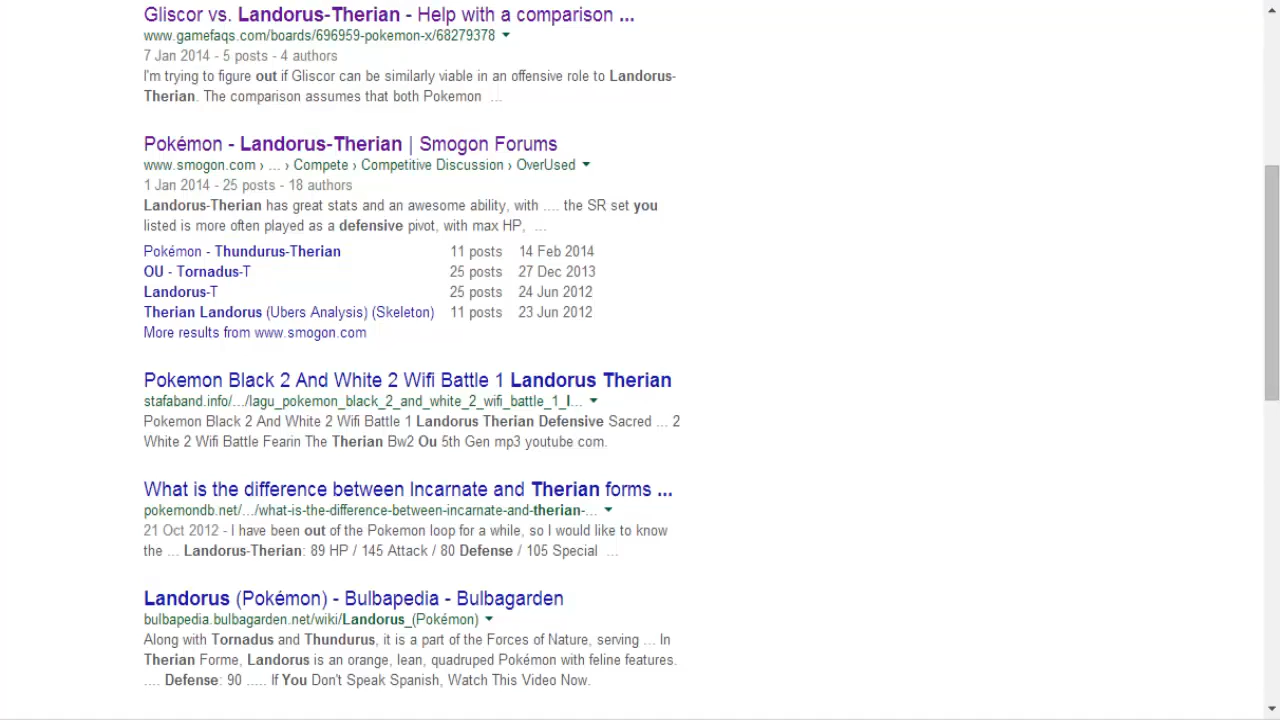 Gliscor vs. Landorus-Therian - Help with a comparison ...
www.gamefaqs.com/boards/696959-pokemon-x/68279378
7 Jan 2014 - 5 posts - 4 authors
I'm trying to figure out if Gliscor can be similarly viable in an offensive role to Landorus-
Therian. The comparison assumes that both Pokemon ...
Pokémon - Landorus-Therian | Smogon Forums
www.smogon.com › ... › Compete › Competitive Discussion › OverUsed
1 Jan 2014 - 25 posts - 18 authors
Landorus-Therian has great stats and an awesome ability, with .... the SR set you
listed is more often played as a defensive pivot, with max HP, ...
Pokémon - Thundurus-Therian 11 posts 14 Feb 2014
OU - Tornadus-T 25 posts 27 Dec 2013
Landorus-T 25 posts 24 Jun 2012
Therian Landorus (Ubers Analysis) (Skeleton) 11 posts 23 Jun 2012
More results from www.smogon.com
Pokemon Black 2 And White 2 Wifi Battle 1 Landorus Therian
stafaband.info/.../lagu_pokemon_black_2_and_white_2_wifi_battle_1_l...
Pokemon Black 2 And White 2 Wifi Battle 1 Landorus Therian Defensive Sacred ... 2
White 2 Wifi Battle Fearin The Therian Bw2 Ou 5th Gen mp3 youtube com.
What is the difference between Incarnate and Therian forms ...
pokemondb.net/.../what-is-the-difference-between-incarnate-and-therian-...
21 Oct 2012 - I have been out of the Pokemon loop for a while, so I would like to know
the ... Landorus-Therian: 89 HP / 145 Attack / 80 Defense / 105 Special ...
Landorus (Pokémon) - Bulbapedia - Bulbagarden
bulbapedia.bulbagarden.net/wiki/Landorus_(Pokémon)
Along with Tornadus and Thundurus, it is a part of the Forces of Nature, serving ... In
Therian Forme, Landorus is an orange, lean, quadruped Pokémon with feline features.
.... Defense: 90 ..... If You Don't Speak Spanish, Watch This Video Now.